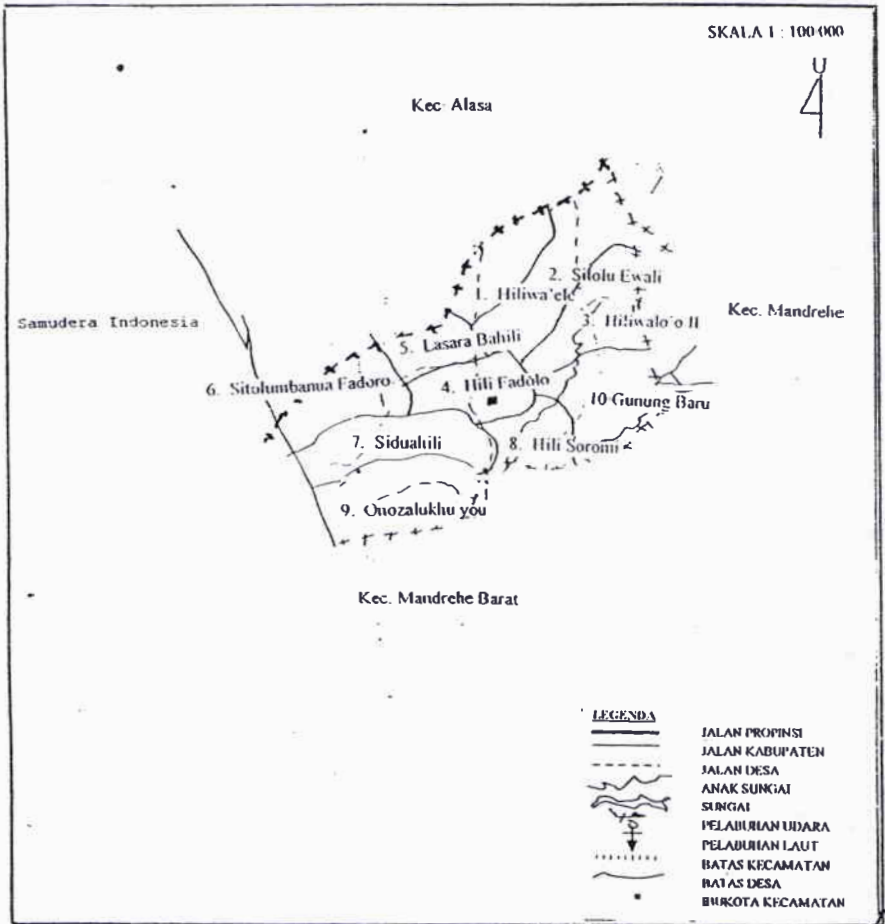 SKALA 1 : 100 000
U
Kec. Alasa
2. Sitolu Ewali
1. Hiliwa'ele
Kec. Mandrehe
3. Hiliwalo'o II
Samudera Indonesia
5. Lasara Bahili
6. Sitolumbanua Fadoro
4. Hili Fadolo
10 Gunung Baru
7. Siduahili
8. Hili Soromi
9. Onozalukhu you
Kec. Mandrehe Barat
LEGENDA
JALAN PROPINSI
JALAN KABUPATEN
JALAN DESA
ANAK SUNGAI
SUNGAI
PELABUHAN UDARA
PELABUHAN LAUT
BATAS KECAMATAN
BATAS DESA
IBUKOTA KECAMATAN